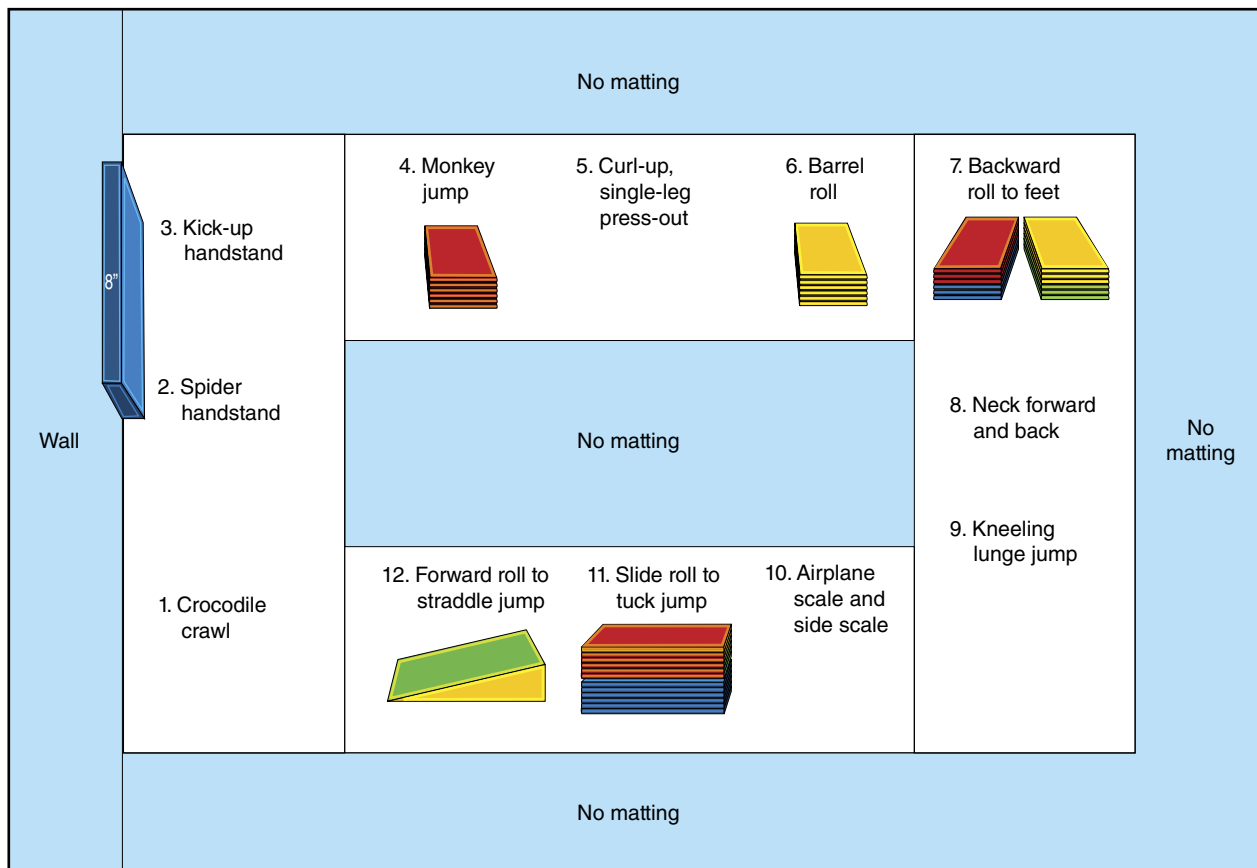 No matting
4. Monkey
jump
5. Curl-up,
single-leg
press-out
6. Barrel
roll
7. Backward
roll to feet
3. Kick-up
handstand
8"
2. Spider
handstand
Wall
No matting
8. Neck forward
and back
No
matting
9. Kneeling
lunge jump
1. Crocodile
crawl
12. Forward roll to
straddle jump
11. Slide roll to
tuck jump
10. Airplane
scale and
side scale
No matting